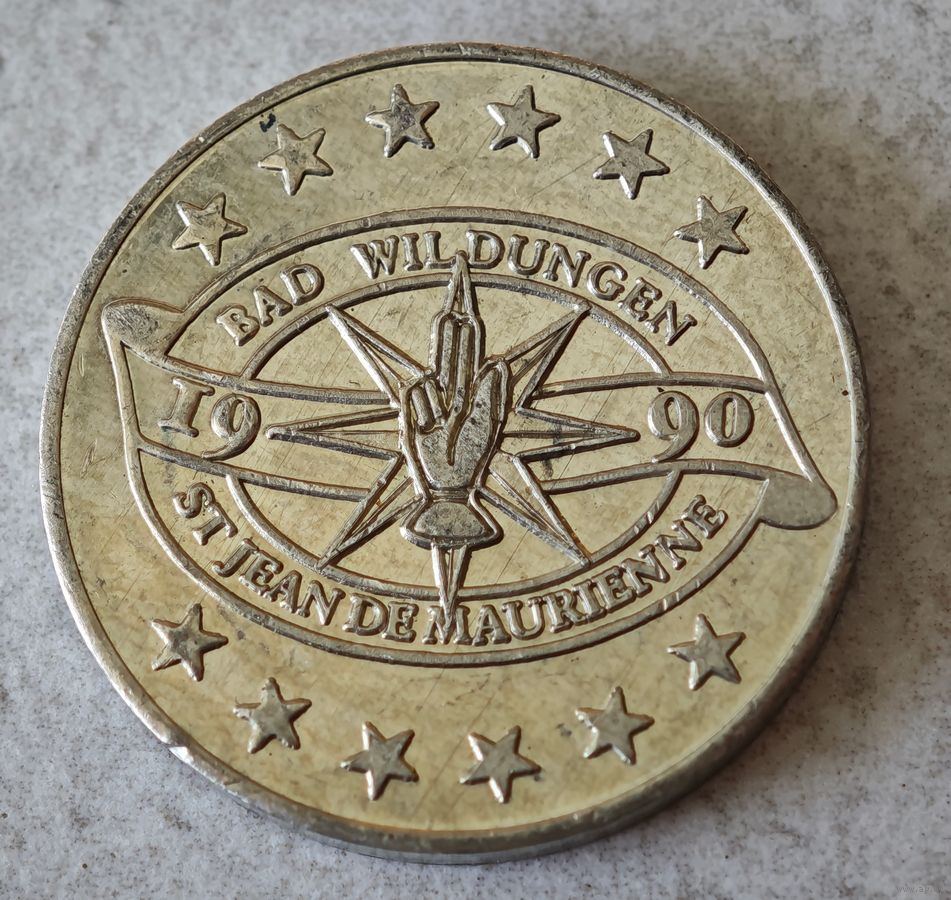 BAD WILDUNGEN
19 90
ST JEAN DE MAURIENNE